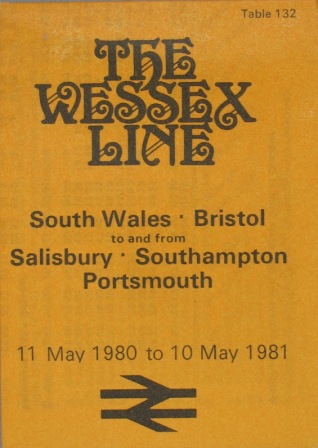 Table 132
THE
WESSEX
LINE
South Wales · Bristol
to and from
Salisbury · Southampton
Portsmouth
11 May 1980 to 10 May 1981